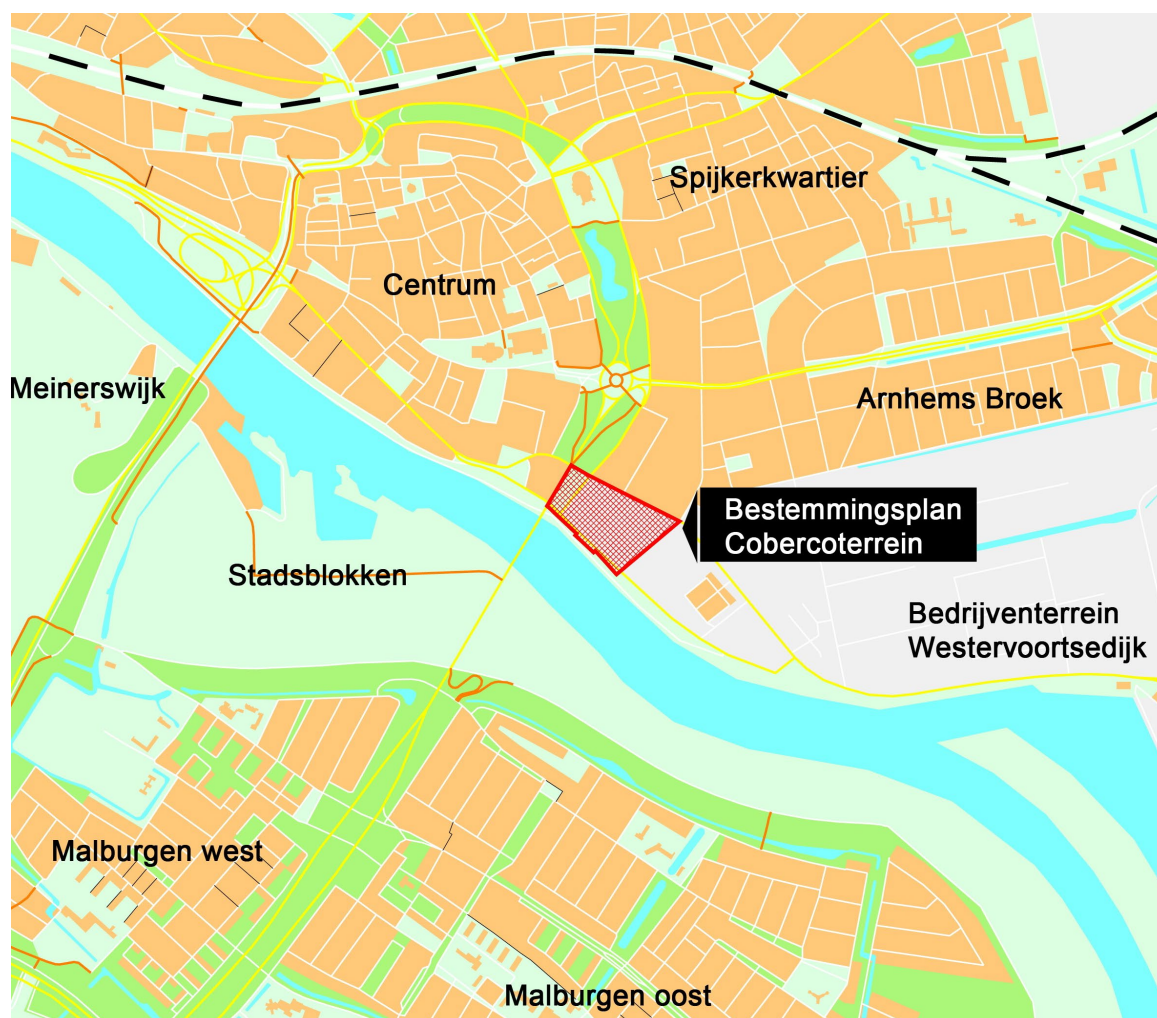 Spijkerkwartier
Centrum
Meinerswijk
Arnhems Broek
Bestemmingsplan
Cobercoterrein
Stadsblokken
Bedrijventerrein
Westervoortsedijk
Malburgen west
Malburgen oost